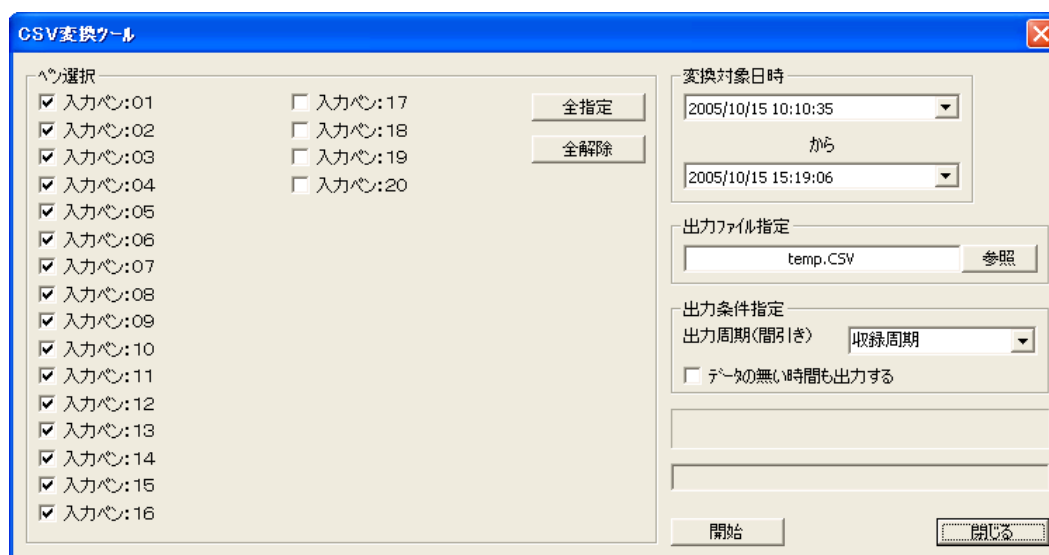 CSV変換ﾂｰﾙ
ﾍﾟﾝ選択
入力ペン:01
入力ペン:02
入力ペン:03
入力ペン:04
入力ペン:05
入力ペン:06
入力ペン:07
入力ペン:08
入力ペン:09
入力ペン:10
入力ペン:11
入力ペン:12
入力ペン:13
入力ペン:14
入力ペン:15
入力ペン:16
入力ペン:17
入力ペン:18
入力ペン:19
入力ペン:20
全指定
全解除
変換対象日時
2005/10/15 10:10:35
から
2005/10/15 15:19:06
出力ﾌｧｲﾙ指定
temp.CSV
参照
出力条件指定
出力周期(間引き)
収録周期
ﾃﾞｰﾀの無い時間も出力する
開始
閉じる